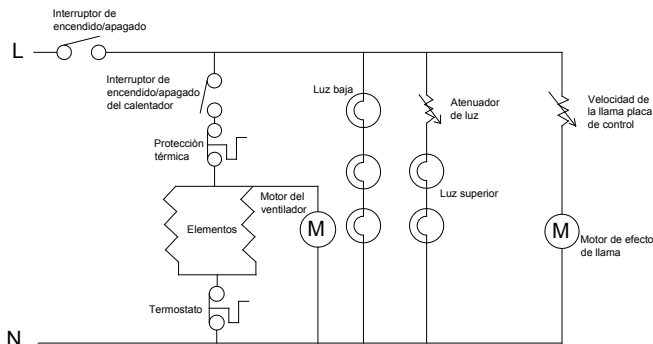 Interruptor de
encendido/apagado
L
Interruptor de
encendido/apagado
del calentador
Luz baja
Atenuador
de luz
Velocidad de
la llama placa
de control
Protecciòn
térmica
Elementos
Motor del
ventilador
M
Luz superior
M
Motor de efecto
de llama
Termostato
N